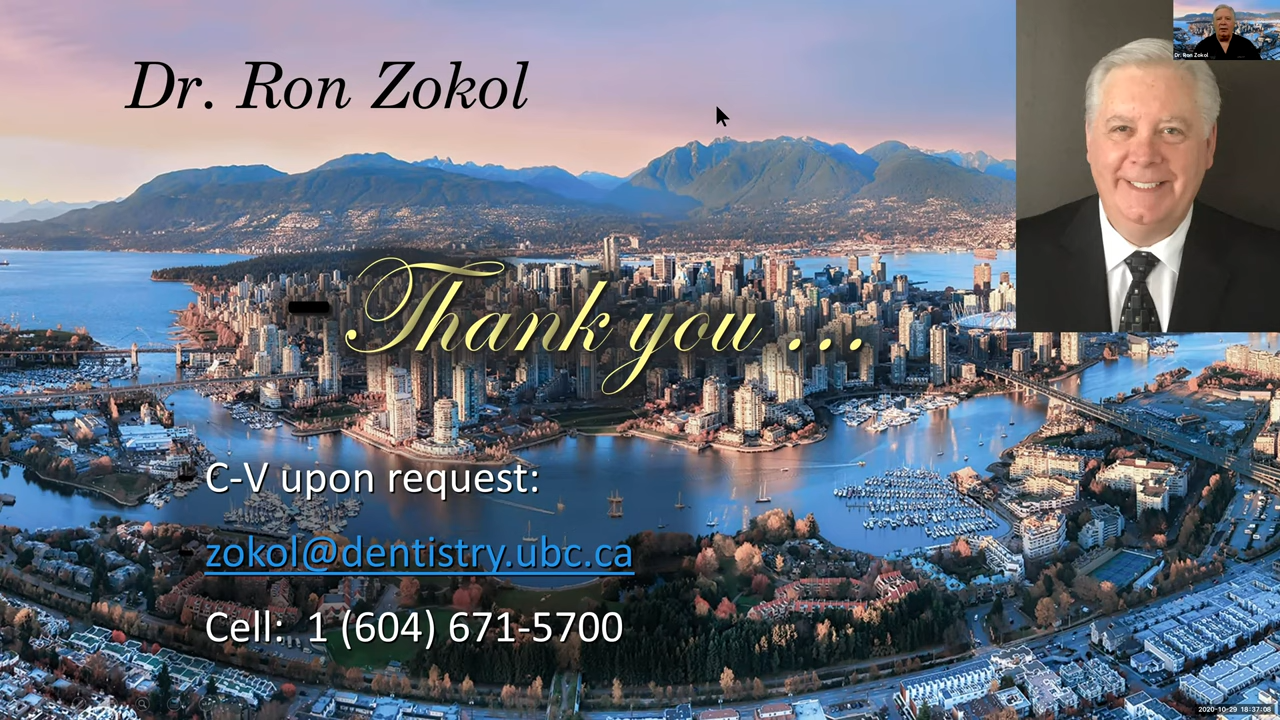 Dr. Ron Zokol
Dr. Ron Zokol
- Thank you ...
C-V upon request:
zokol@dentistry.ubc.ca
Cell: 1 (604) 671-5700
2020-10-29 18:37:08